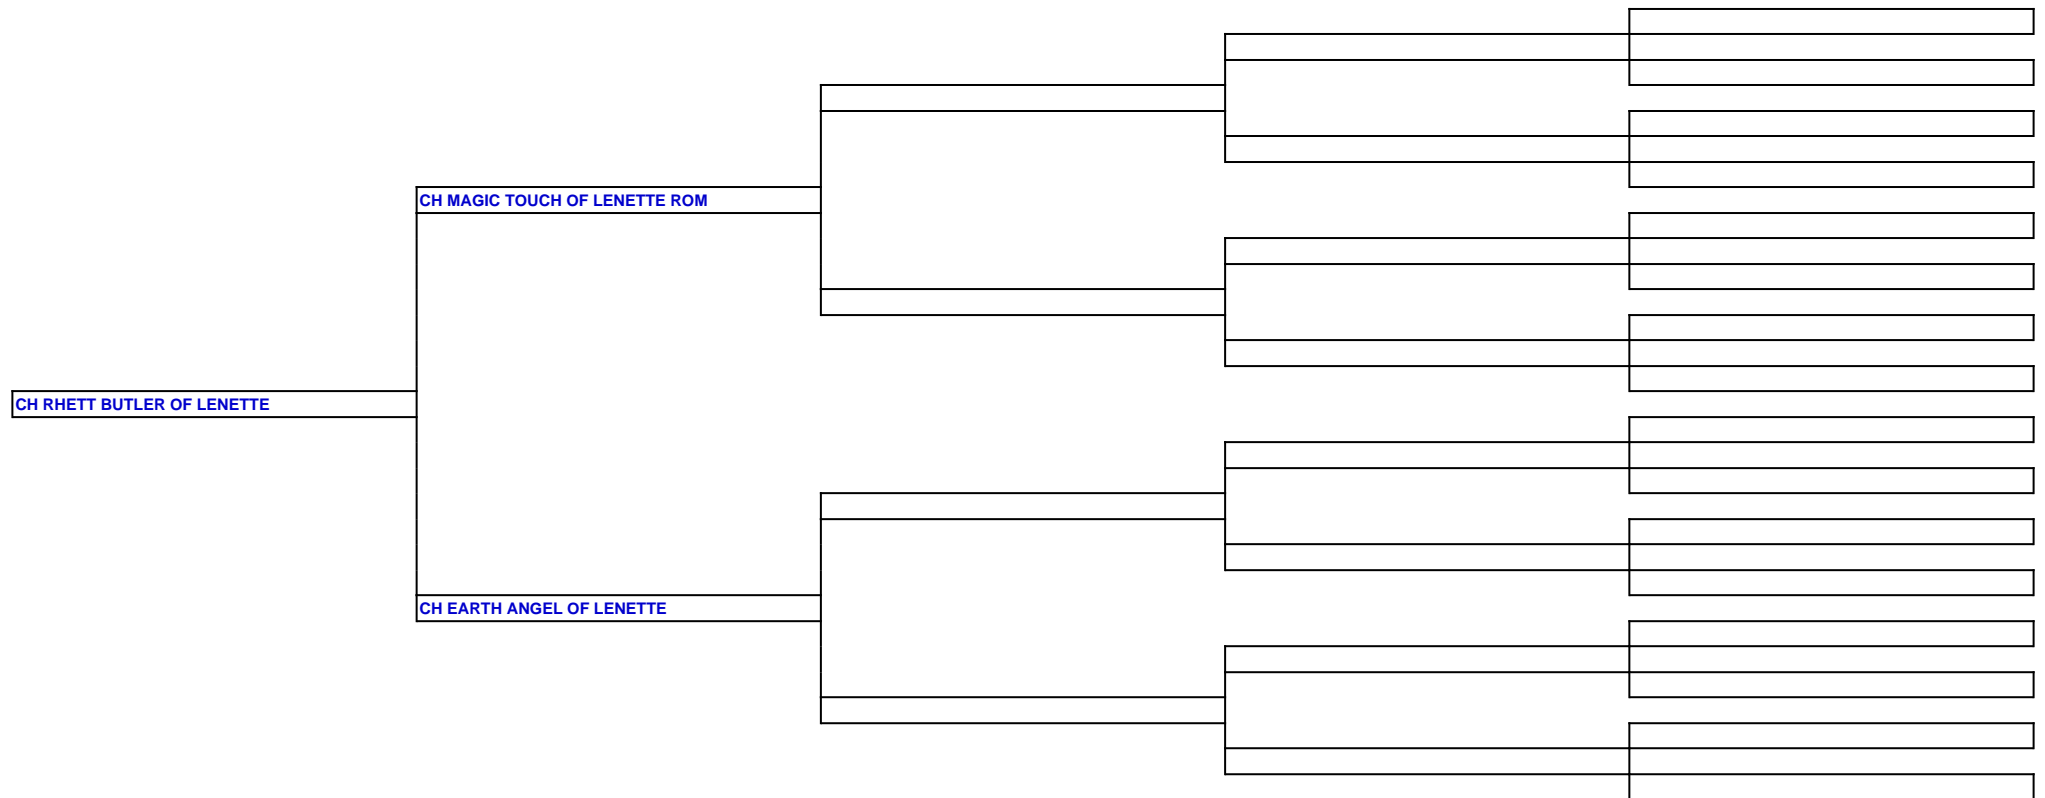 CH MAGIC TOUCH OF LENETTE ROM
CH RHETT BUTLER OF LENETTE
CH EARTH ANGEL OF LENETTE